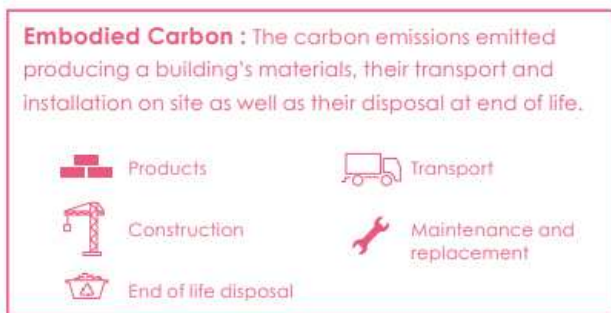 Embodied Carbon : The carbon emissions emitted
producing a building's materials, their transport and
installation on site as well as their disposal at end of life.
Products
Transport
Construction
Maintenance and
replacement
End of life disposal